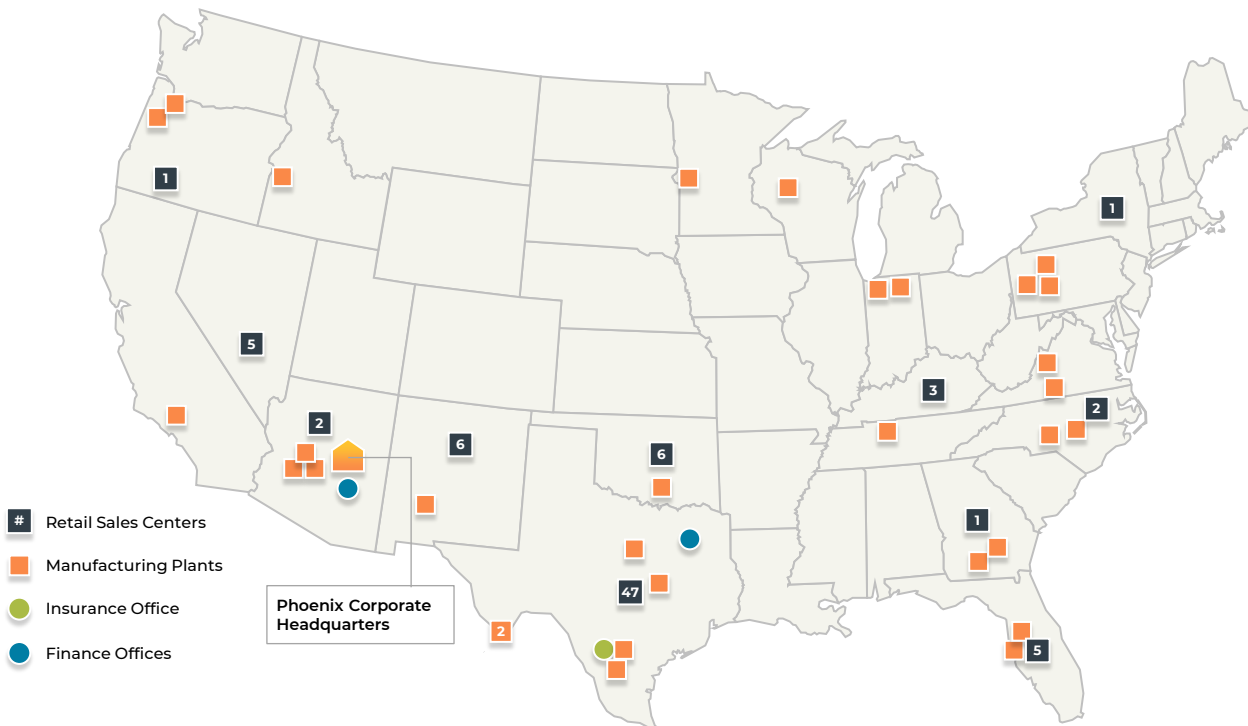 1
1
5
3
2
2
6
6
1
# Retail Sales Centers
Manufacturing Plants
47
Insurance Office
Phoenix Corporate
Headquarters
2
5
Finance Offices